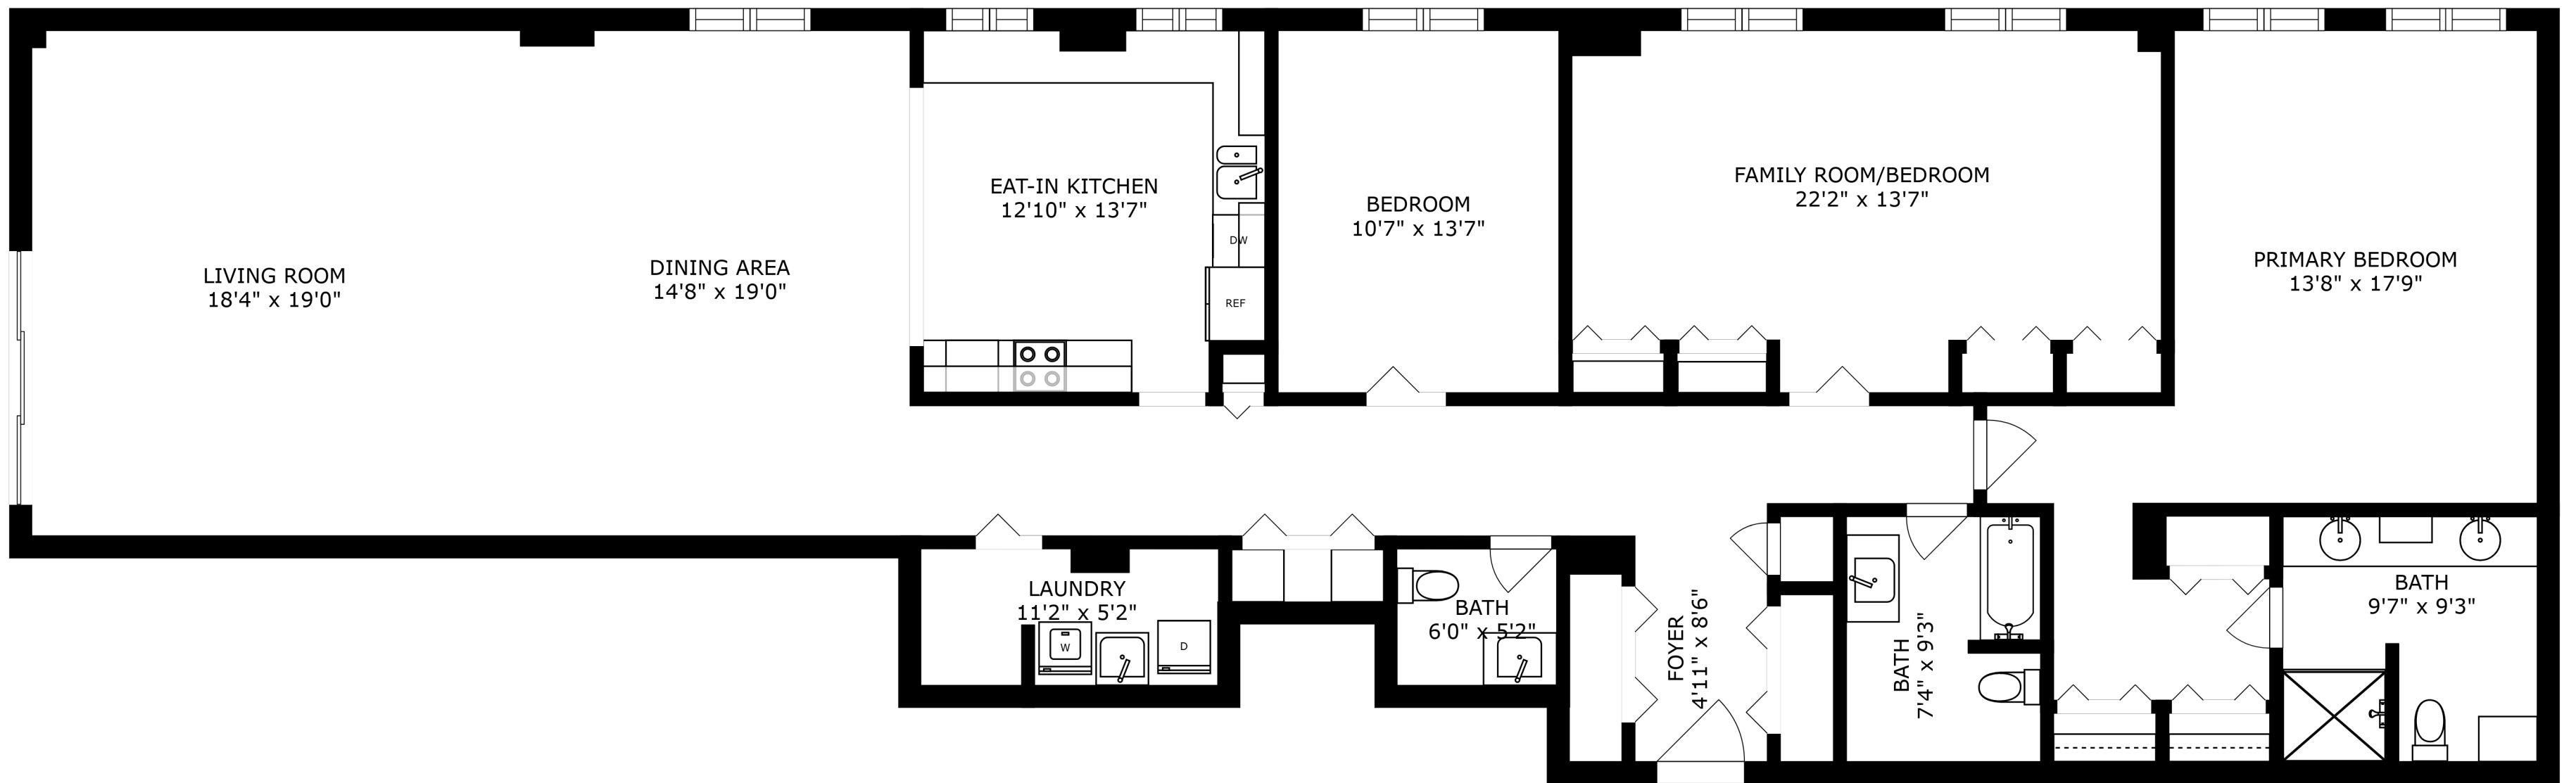 LIVING ROOM
18'4" x 19'0"
DINING AREA
14'8" x 19'0"
EAT-IN KITCHEN
12'10" x 13'7"
DW
REF
BEDROOM
10'7" x 13'7"
FAMILY ROOM/BEDROOM
22'2" x 13'7"
PRIMARY BEDROOM
13'8" x 17'9"
LAUNDRY
11'2" x 5'2"
W
D
BATH
6'0" x 5'2"
FOYER
4'11" x 8'6"
BATH
7'4" x 9'3"
BATH
9'7" x 9'3"